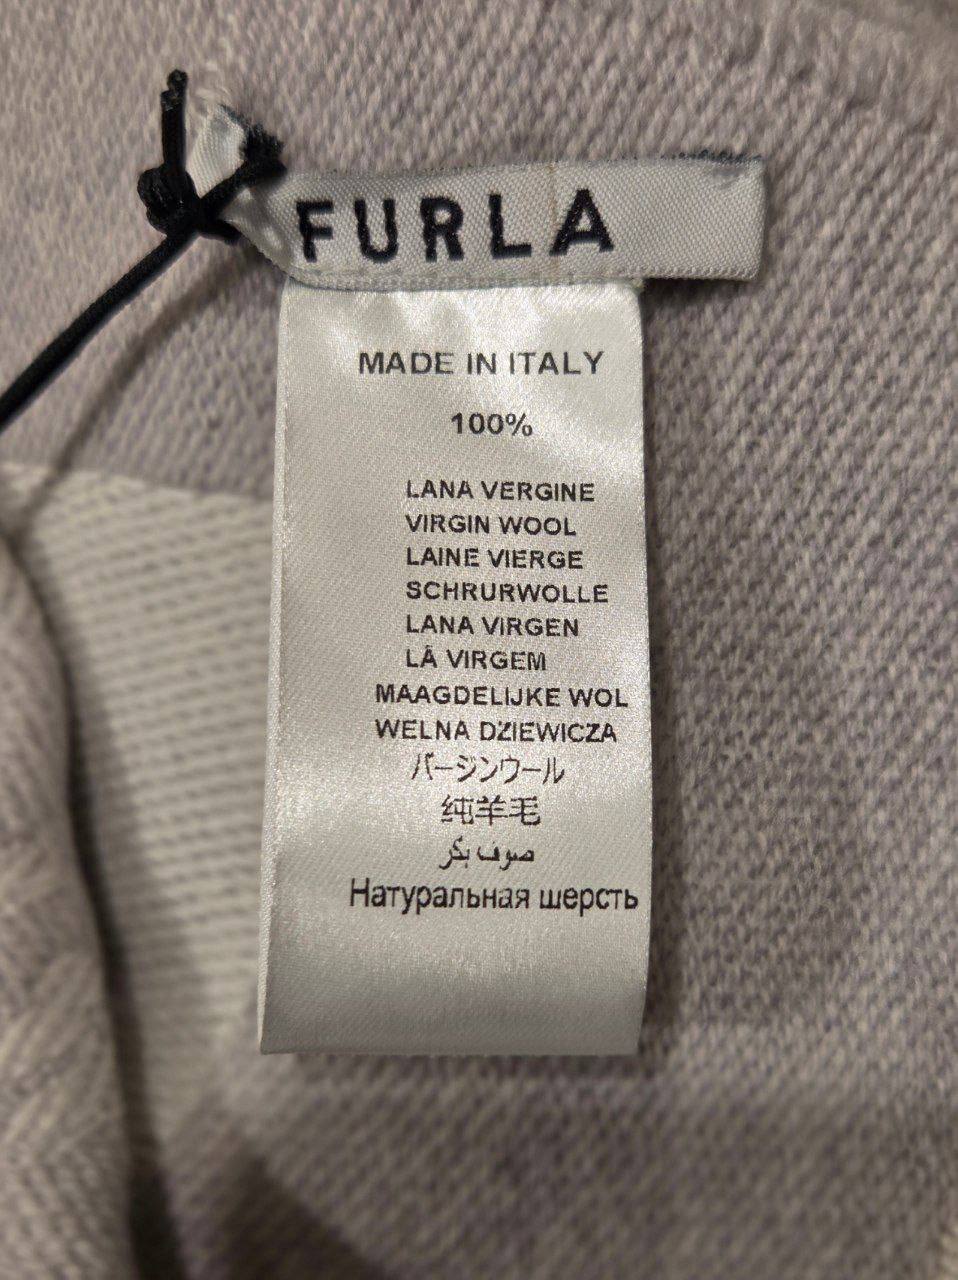 FURLA
MADE IN ITALY
100%
LANA VERGINE
VIRGIN WOOL
LAINE VIERGE
SCHRURWOLLE
LANA VIRGEN
LÃ VIRGEM
MAAGDELIJKE WOL
WELNA DZIEWICZA
バージンウール
纯羊毛
صوف بكر
Натуральная шерсть